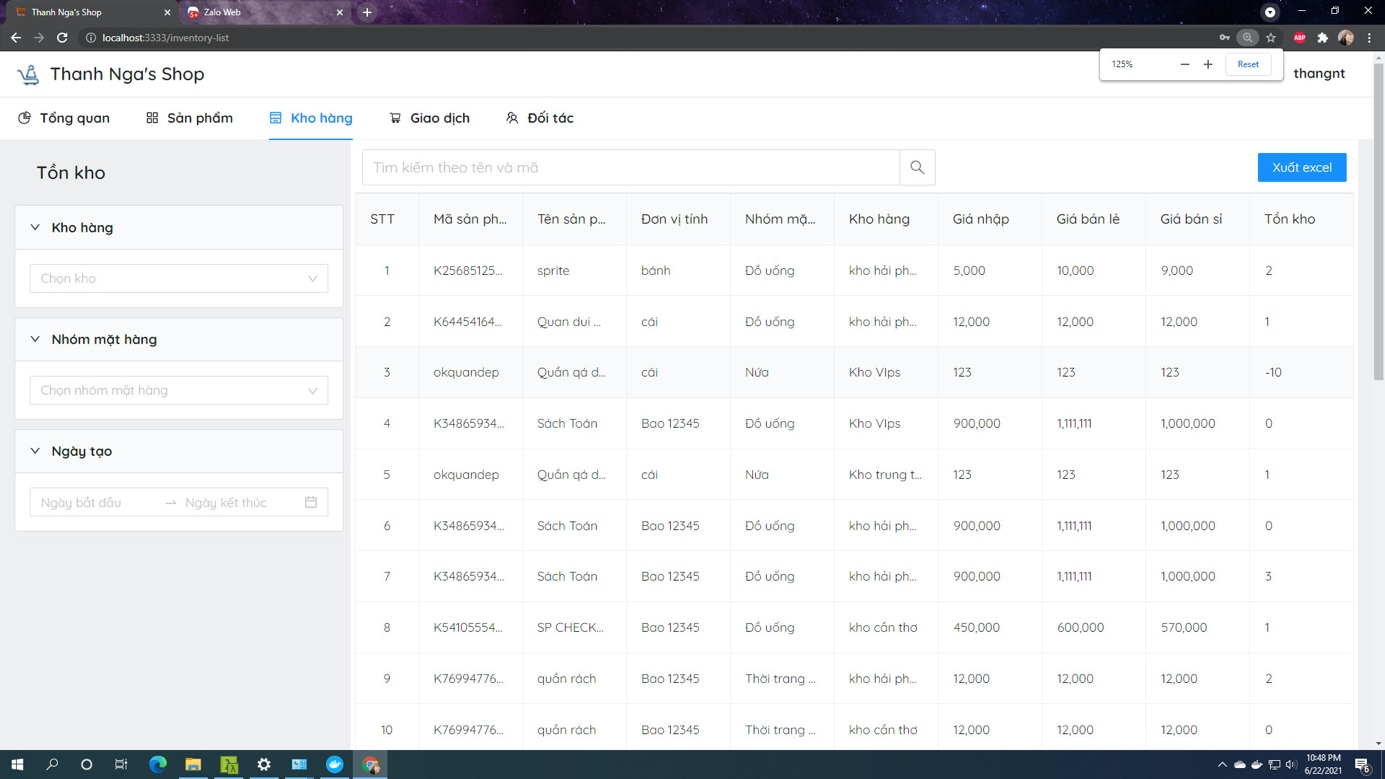 Thanh Nga's Shop
Zalo Web
localhost:3333/inventory-list
ABP
125%
Reset
Thanh Nga's Shop
thangnt
Tổng quan
Sản phẩm
Kho hàng
Giao dịch
Đối tác
Tồn kho
Kho hàng
Chọn kho
Nhóm mặt hàng
Chọn nhóm mặt hàng
Ngày tạo
Ngày bắt đầu
Ngày kết thúc
Tìm kiếm theo tên và mã
Xuất excel
STT Mã sản ph... Tên sản p... Đơn vị tính Nhóm mặ... Kho hàng Giá nhập Giá bán lẻ Giá bán sỉ Tồn kho
1 K25685125... sprite bánh Đồ uống kho hải ph... 5,000 10,000 9,000 2
2 K64454164... Quan dui ... cái Đồ uống kho hải ph... 12,000 12,000 12,000 1
3 okquandep Quần qá d... cái Nứa Kho VIps 123 123 123 -10
4 K34865934... Sách Toán Bao 12345 Đồ uống Kho VIps 900,000 1,111,111 1,000,000 0
5 okquandep Quần qá d... cái Nứa Kho trung t... 123 123 123 1
6 K34865934... Sách Toán Bao 12345 Đồ uống kho hải ph... 900,000 1,111,111 1,000,000 0
7 K34865934... Sách Toán Bao 12345 Đồ uống kho hải ph... 900,000 1,111,111 1,000,000 3
8 K54105554... SP CHECK... Bao 12345 Đồ uống kho cần thơ 450,000 600,000 570,000 1
9 K76994776... quần rách Bao 12345 Thời trang ... kho hải ph... 12,000 12,000 12,000 2
10 K76994776... quần rách Bao 12345 Thời trang ... kho cần thơ 12,000 12,000 12,000 0
10:48 PM
6/22/2021
6